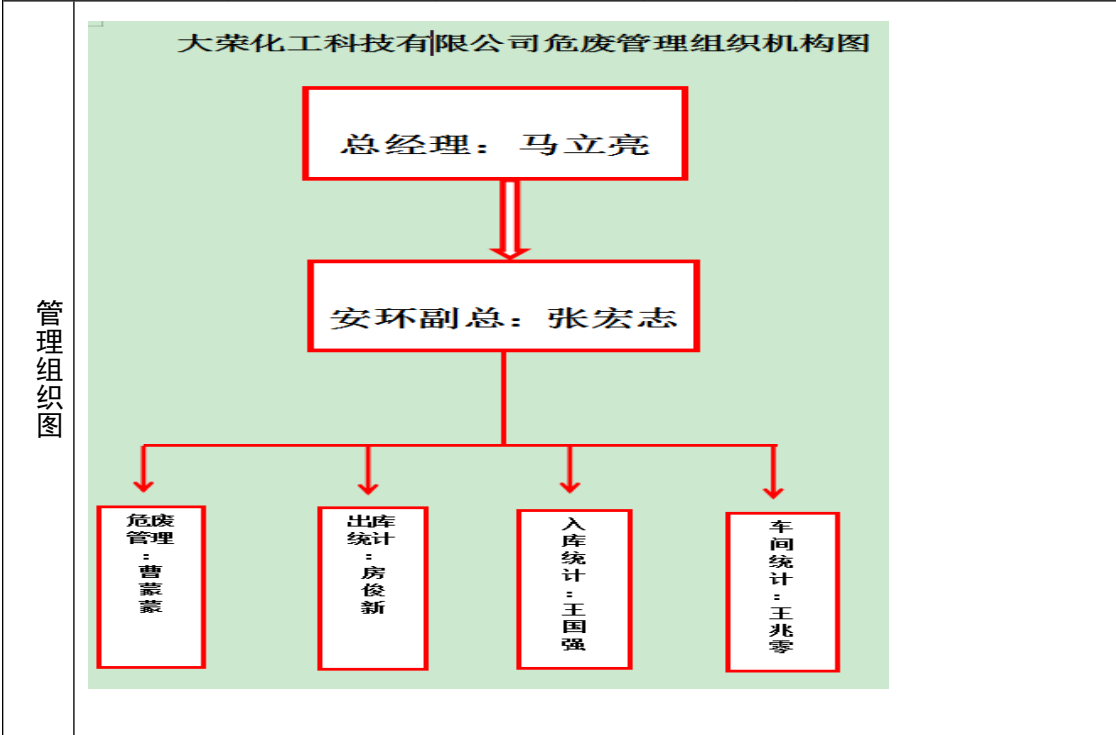 大荣化工科技有限公司危废管理组织机构图
总经理：马立亮
安环副总：张宏志
管理组织图
危废
管理
：
曹
蒙
蒙
出库
统计
：
房
俊
新
入
库
统
计
：
王
国
强
车
间
统
计
：
王
兆
零